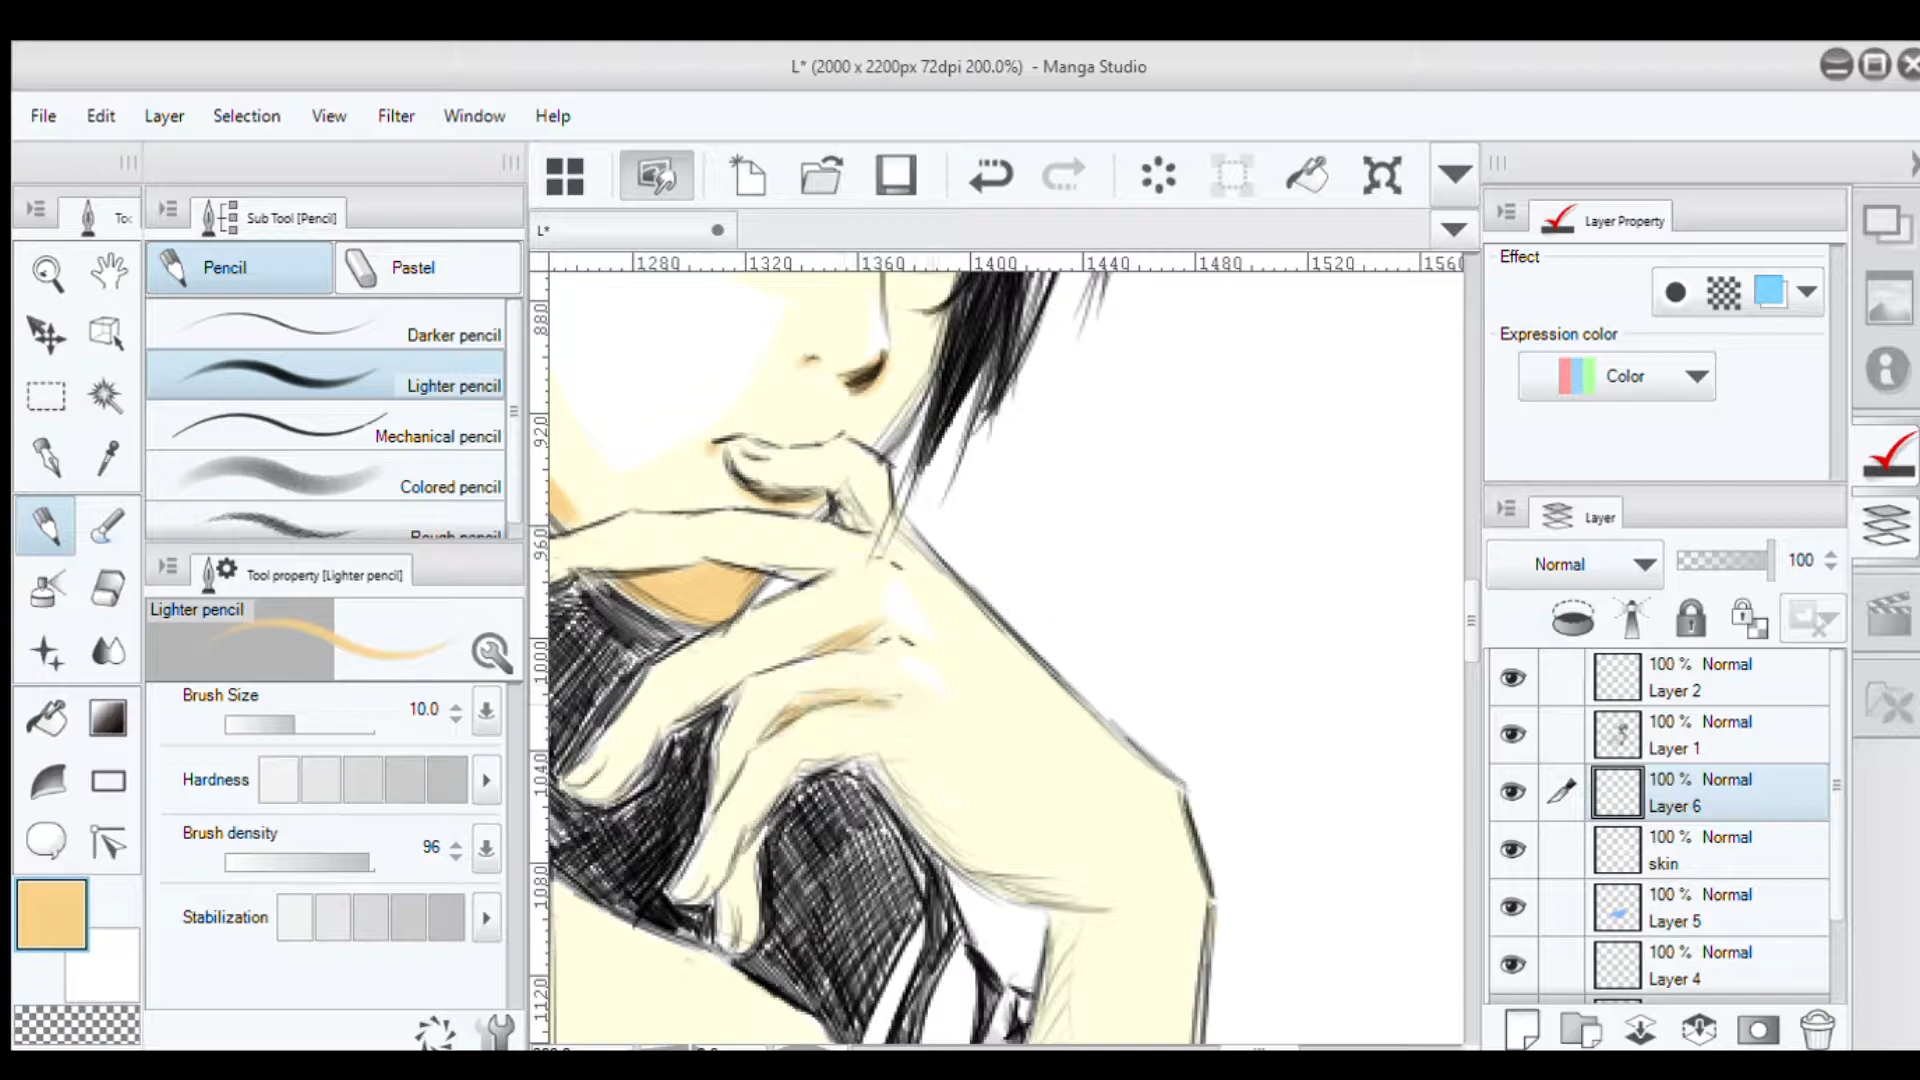 L* (2000 x 2200px 72dpi 200.0%)  - Manga Studio
File Edit Layer Selection View Filter Window Help
Sub Tool [Pencil]
L*
Layer Property
Pencil Pastel
1280 1320 1360 1400 1440 1480 1520 1560
Effect
Darker pencil
Expression color
Lighter pencil
Color
Mechanical pencil
Colored pencil
Rough pencil
Layer
880
920
960
1000
1040
1080
1120
Normal 100
Tool property [Lighter pencil]
Lighter pencil
Brush Size 10.0
Hardness
Brush density 96
Stabilization
100 % Normal
Layer 2
100 % Normal
Layer 1
100 % Normal
Layer 6
100 % Normal
skin
100 % Normal
Layer 5
100 % Normal
Layer 4